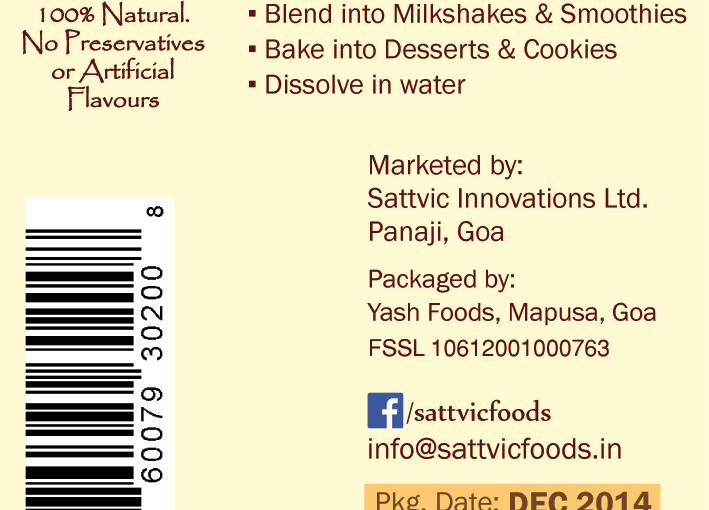 100% Natural.
No Preservatives
or Artificial
Flavours
▪ Blend into Milkshakes & Smoothies
▪ Bake into Desserts & Cookies
▪ Dissolve in water
Marketed by:
Sattvic Innovations Ltd.
Panaji, Goa
Packaged by:
Yash Foods, Mapusa, Goa
FSSL 10612001000763
f/sattvicfoods
info@sattvicfoods.in
Pkg. Date: DEC 2014
60079 30200 8